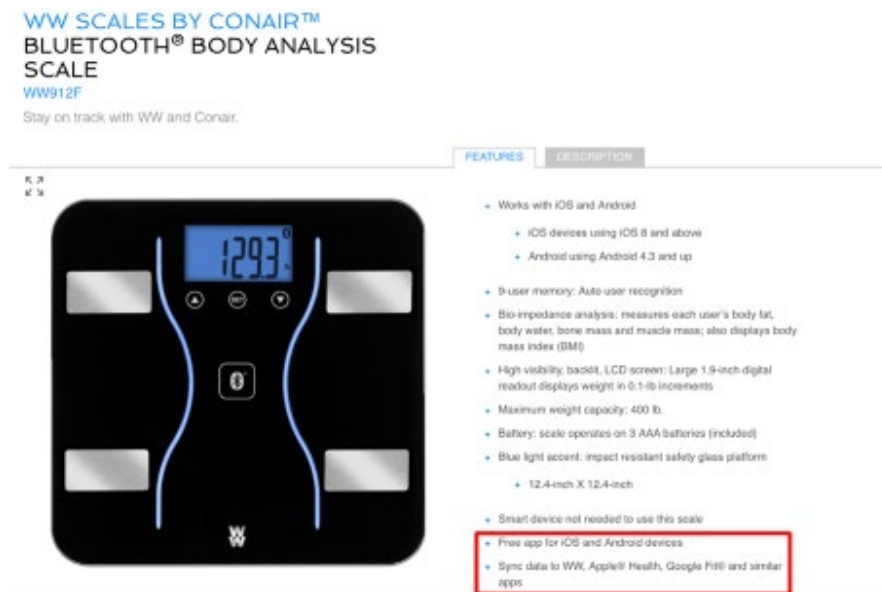 WW SCALES BY CONAIR™
BLUETOOTH® BODY ANALYSIS
SCALE
WW912F
Stay on track with WW and Conair.
FEATURES DESCRIPTION
129.3
SET
WW
+ Works with iOS and Android
+ iOS devices using iOS 8 and above
+ Android using Android 4.3 and up
+ 9-user memory: Auto user recognition
+ Bio-impedance analysis: measures each user's body fat,
body water, bone mass and muscle mass; also displays body
mass index (BMI)
+ High visibility, backlit, LCD screen: Large 1.9-inch digital
readout displays weight in 0.1-lb increments
+ Maximum weight capacity: 400 lb.
+ Battery: scale operates on 3 AAA batteries (included)
+ Blue light accent: impact resistant safety glass platform
+ 12.4-inch X 12.4-inch
+ Smart device not needed to use this scale
+ Free app for iOS and Android devices
+ Sync data to WW, Apple® Health, Google Fit® and similar
apps